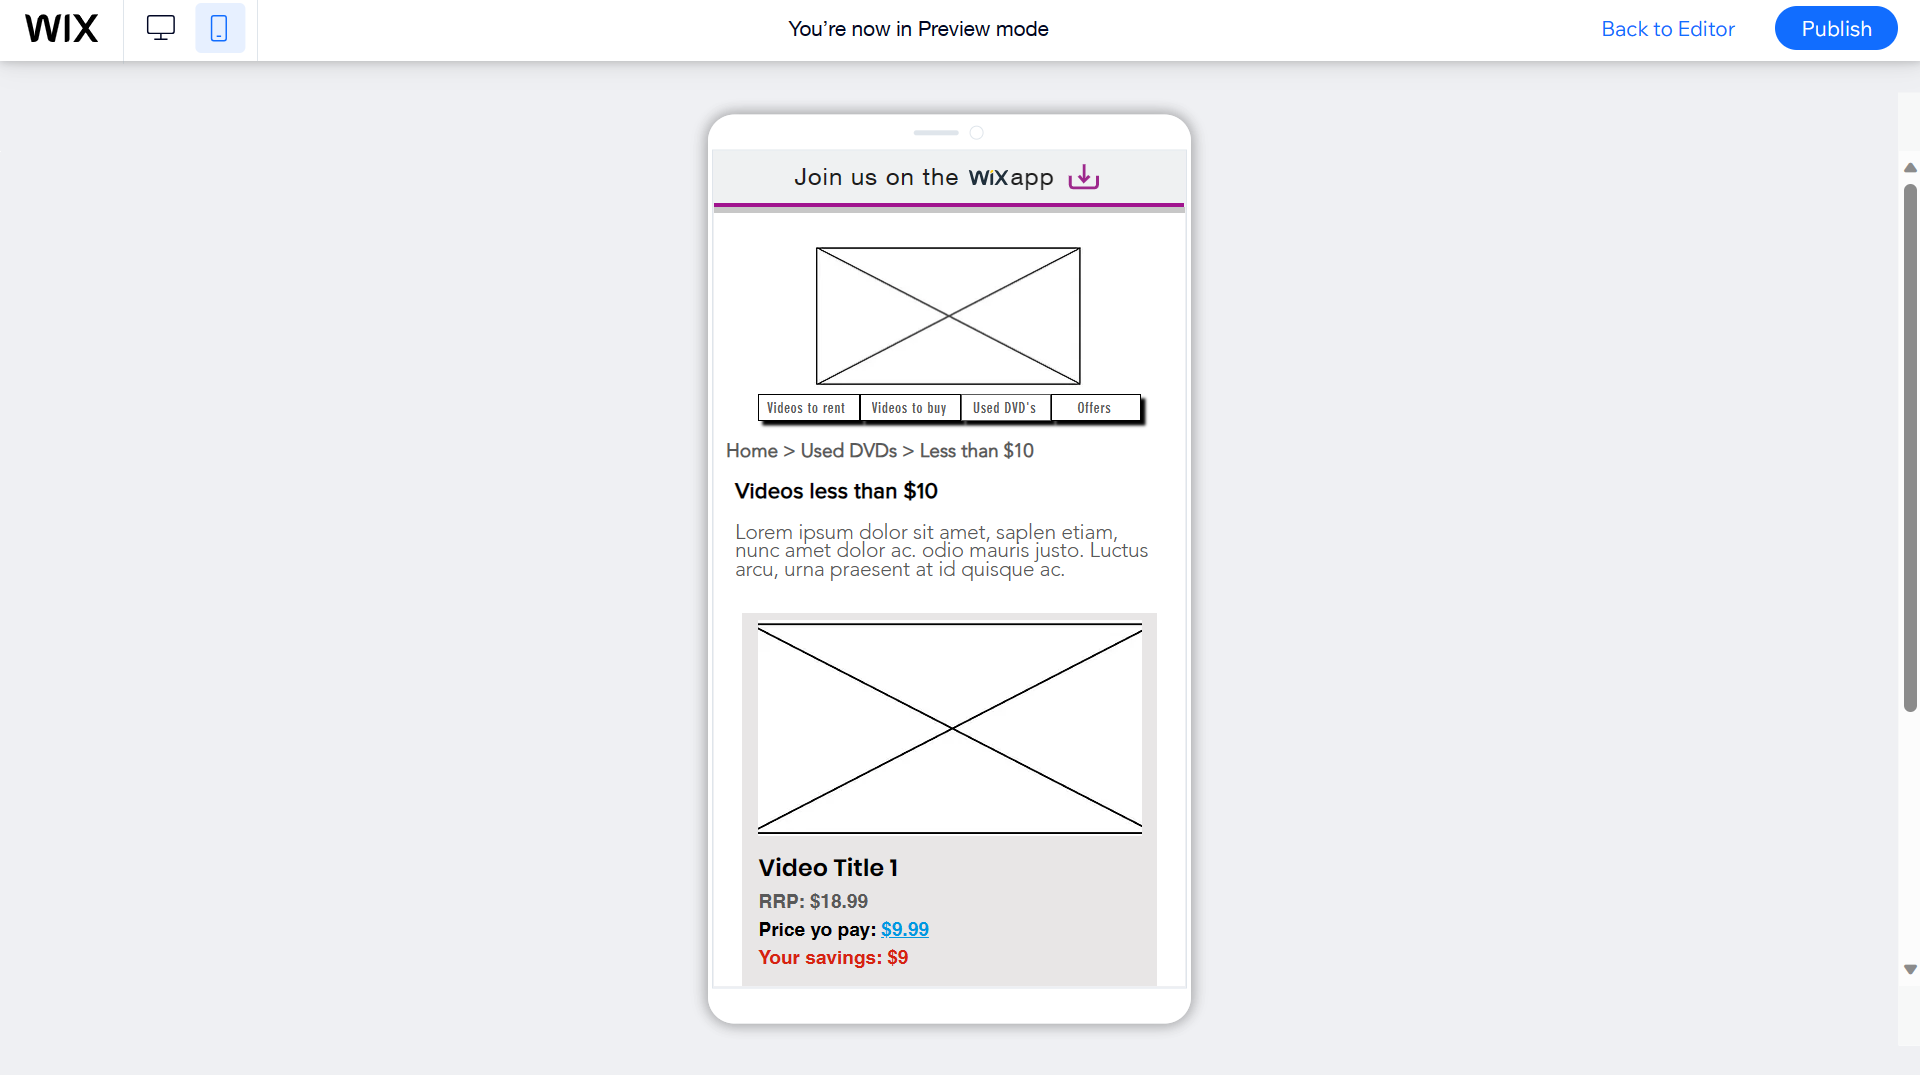 WIX
You're now in Preview mode
Back to Editor
Publish
Join us on the WiX app
Videos to rent
Videos to buy
Used DVD's
Offers
Home > Used DVDs > Less than $10
Videos less than $10
Lorem ipsum dolor sit amet, saplen etiam,
nunc amet dolor ac. odio mauris justo. Luctus
arcu, urna praesent at id quisque ac.
Video Title 1
RRP: $18.99
Price yo pay: $9.99
Your savings: $9